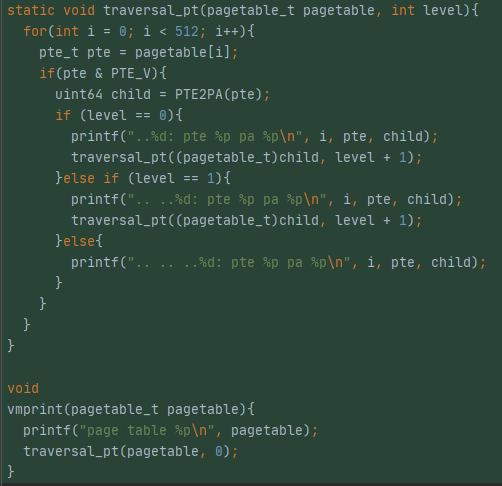 static void traversal_pt(pagetable_t pagetable, int level){
  for(int i = 0; i < 512; i++){
    pte_t pte = pagetable[i];
    if(pte & PTE_V){
      uint64 child = PTE2PA(pte);
      if (level == 0){
        printf("..%d: pte %p pa %p\n", i, pte, child);
        traversal_pt((pagetable_t)child, level + 1);
      }else if (level == 1){
        printf(".. ..%d: pte %p pa %p\n", i, pte, child);
        traversal_pt((pagetable_t)child, level + 1);
      }else{
        printf(".. .. ..%d: pte %p pa %p\n", i, pte, child);
      }
    }
  }
}

void
vmprint(pagetable_t pagetable){
  printf("page table %p\n", pagetable);
  traversal_pt(pagetable, 0);
}